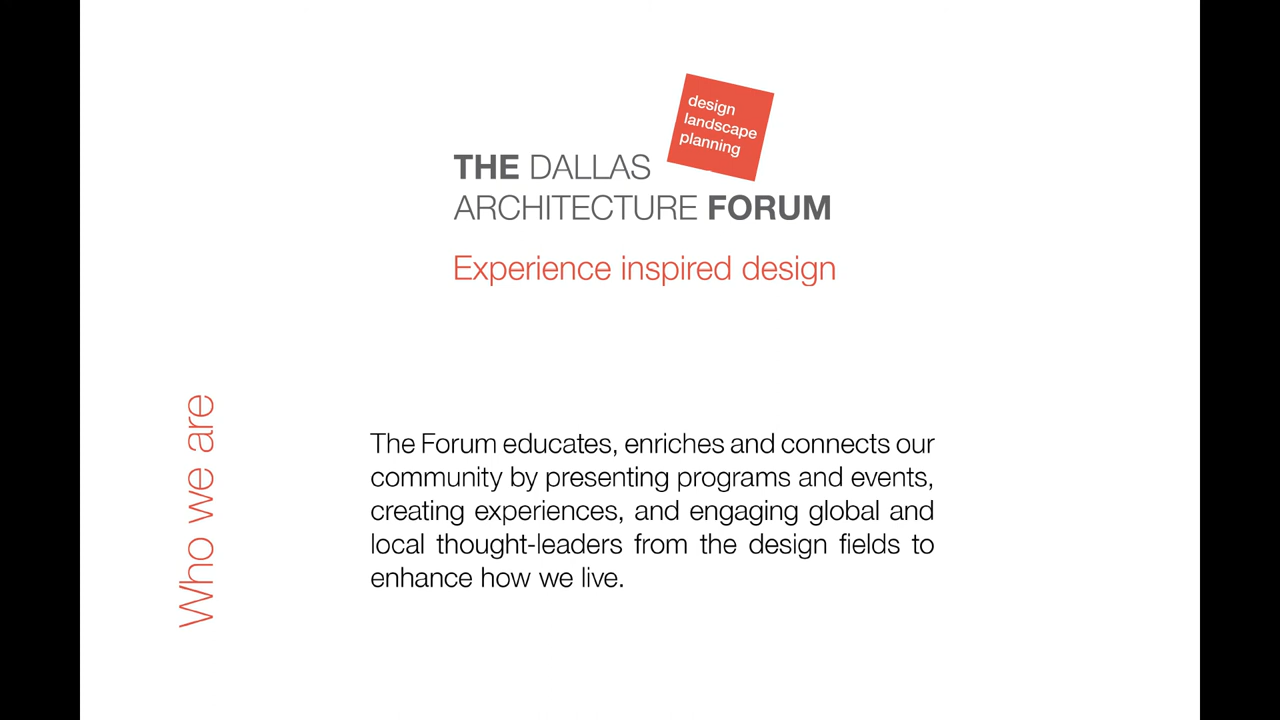 design
landscape
planning
THE DALLAS
ARCHITECTURE FORUM
Experience inspired design
Who we are
The Forum educates, enriches and connects our
community by presenting programs and events,
creating experiences, and engaging global and
local thought-leaders from the design fields to
enhance how we live.